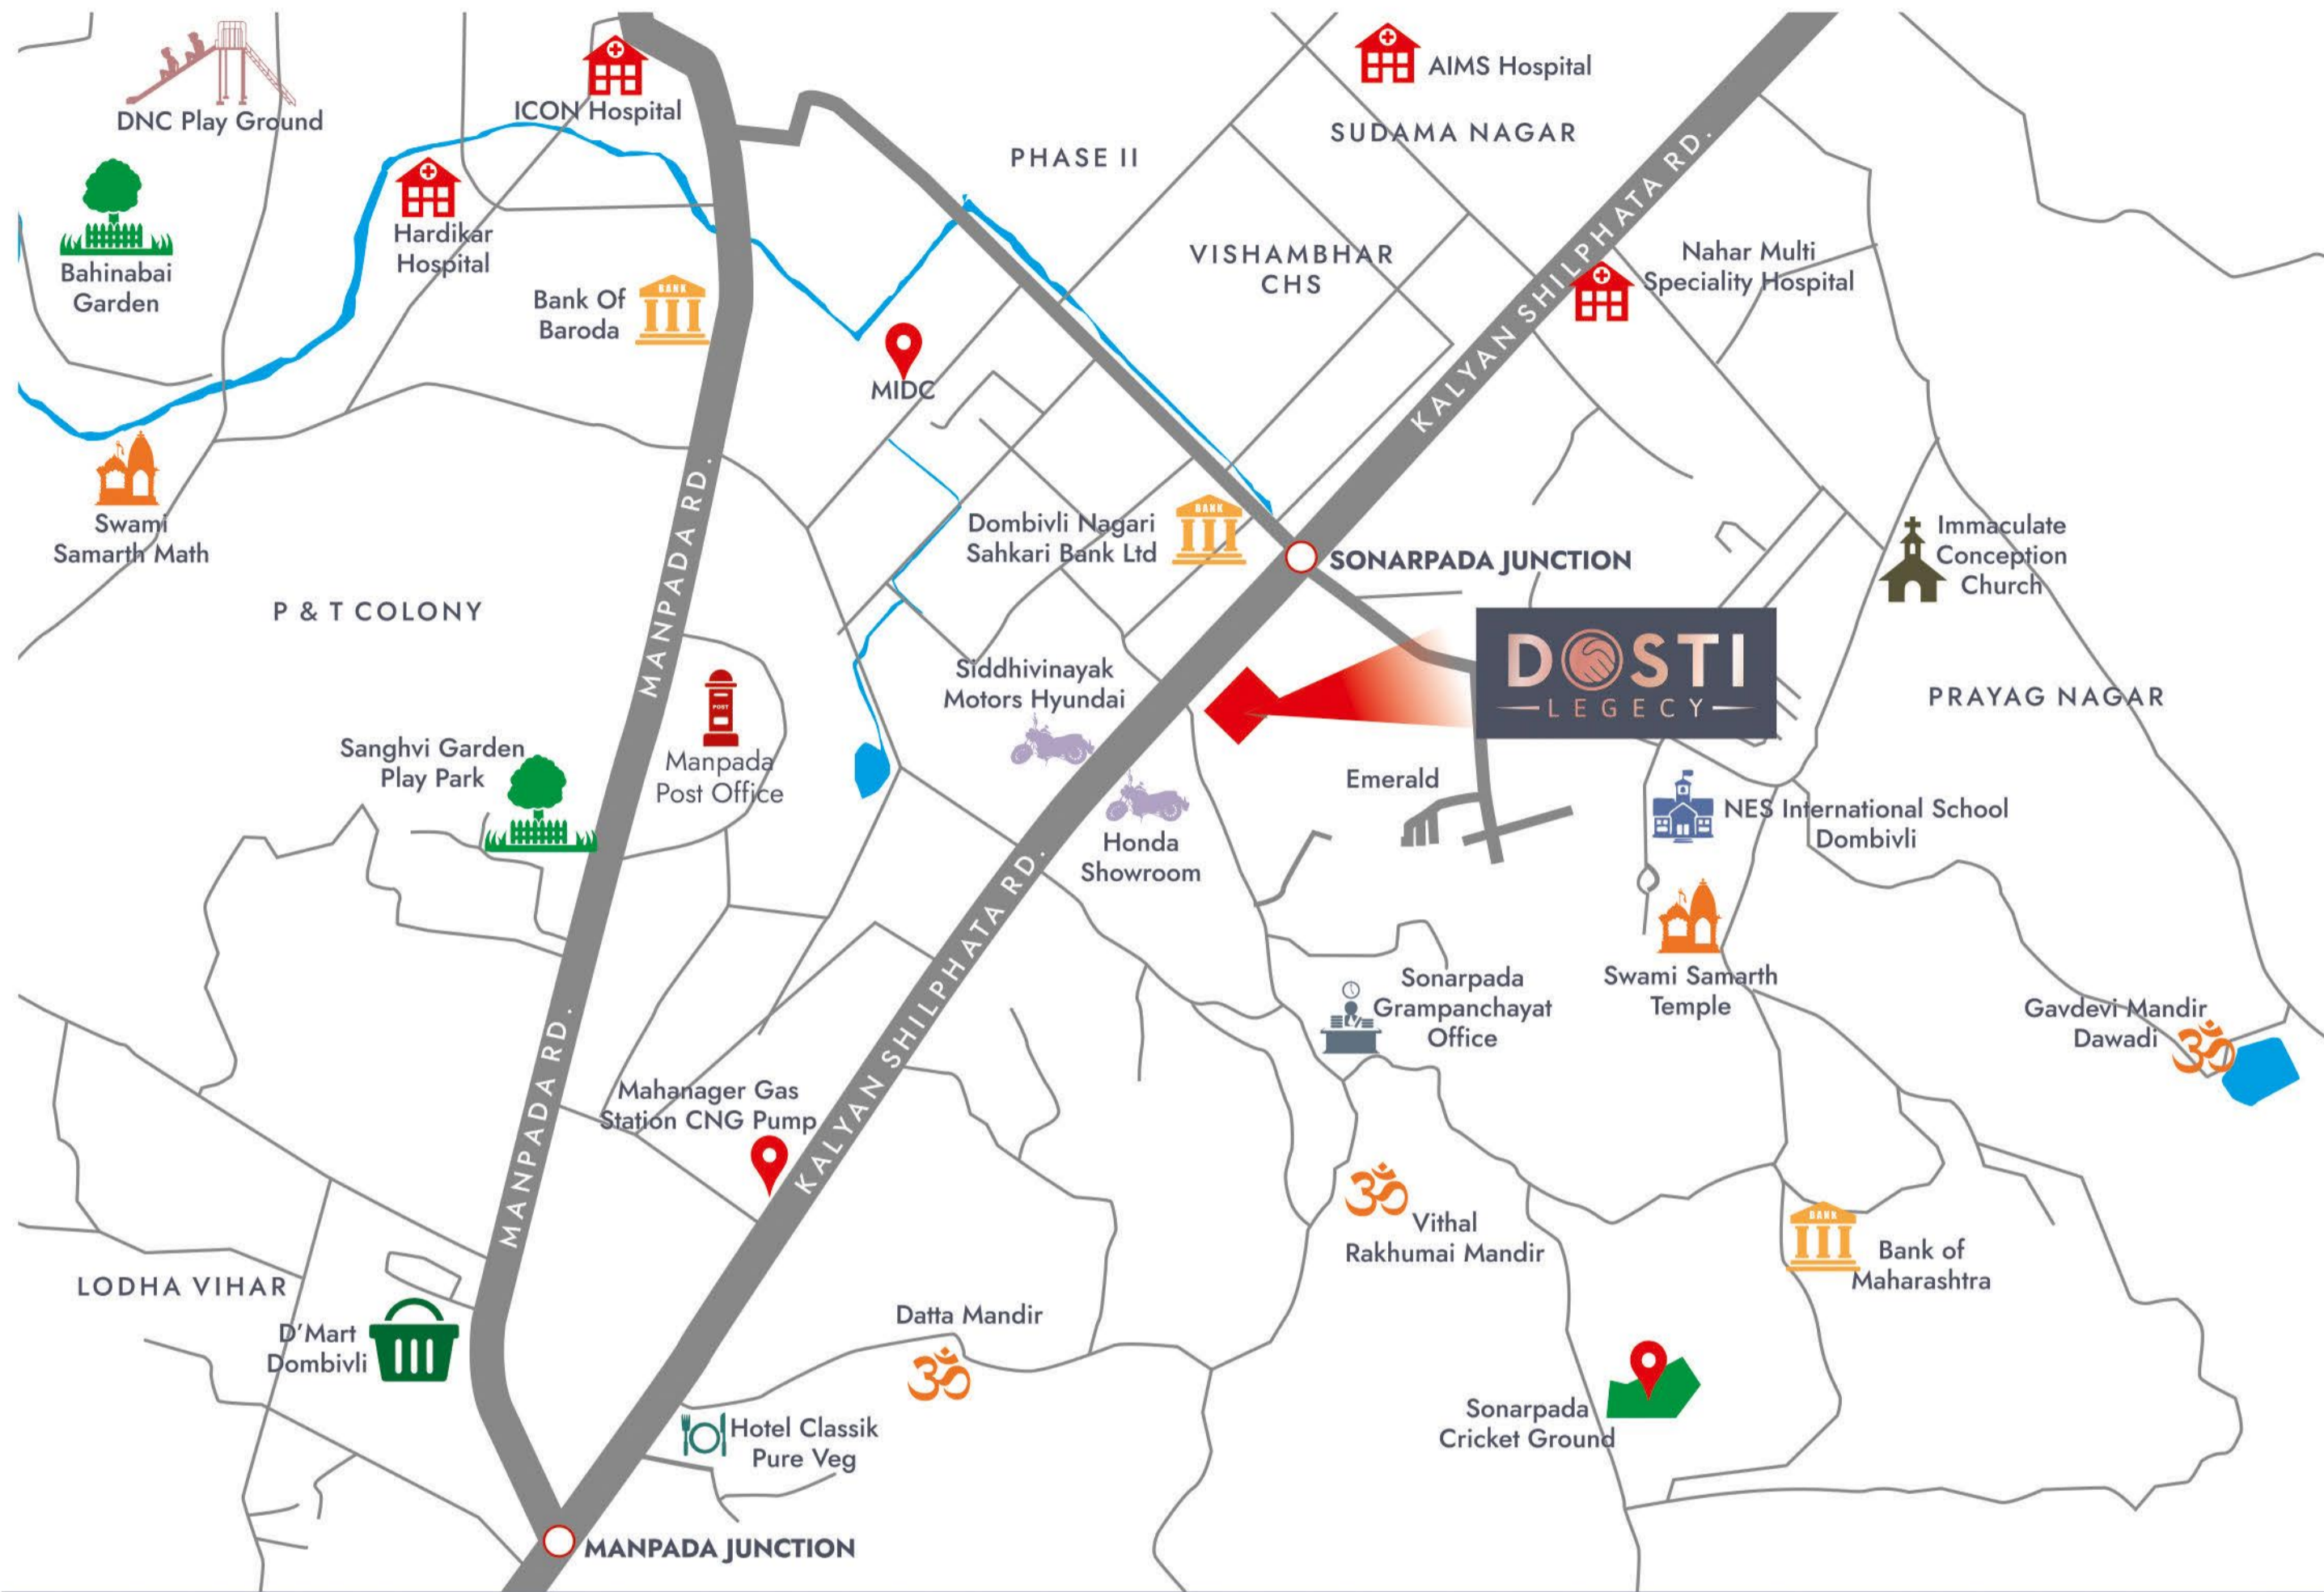 DNC Play Ground
ICON Hospital
AIMS Hospital
SUDAMA NAGAR
PHASE II
KALYAN SHILPHATA RD.
Bahinabai
Garden
Hardikar
Hospital
VISHAMBHAR
CHS
Nahar Multi
Speciality Hospital
Bank Of
Baroda
BANK
MIDC
MANPADA RD.
Swami
Samarth Math
Dombivli Nagari
Sahkari Bank Ltd
BANK
SONARPADA JUNCTION
Immaculate
Conception
Church
P & T COLONY
DOSTI
LEGECY
PRAYAG NAGAR
Siddhivinayak
Motors Hyundai
POST
Manpada
Post Office
Sanghvi Garden
Play Park
Emerald
NES International School
Dombivli
Honda
Showroom
KALYAN SHILPHATA RD.
Sonarpada
Grampanchayat
Office
Swami Samarth
Temple
Gavdevi Mandir
Dawadi
MANPADA RD.
Mahanager Gas
Station CNG Pump
Vithal
Rakhumai Mandir
BANK
Bank of
Maharashtra
LODHA VIHAR
D'Mart
Dombivli
Datta Mandir
Hotel Classik
Pure Veg
Sonarpada
Cricket Ground
MANPADA JUNCTION